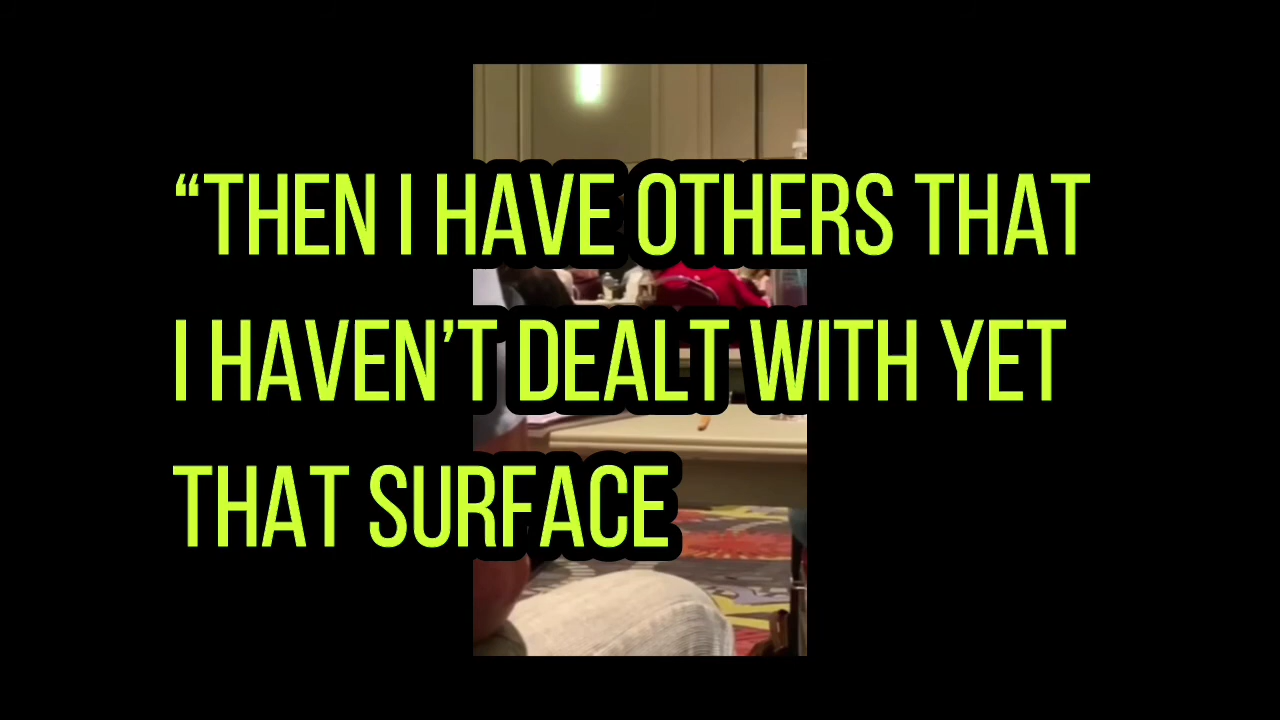 “THEN I HAVE OTHERS THAT
I HAVEN’T DEALT WITH YET
THAT SURFACE